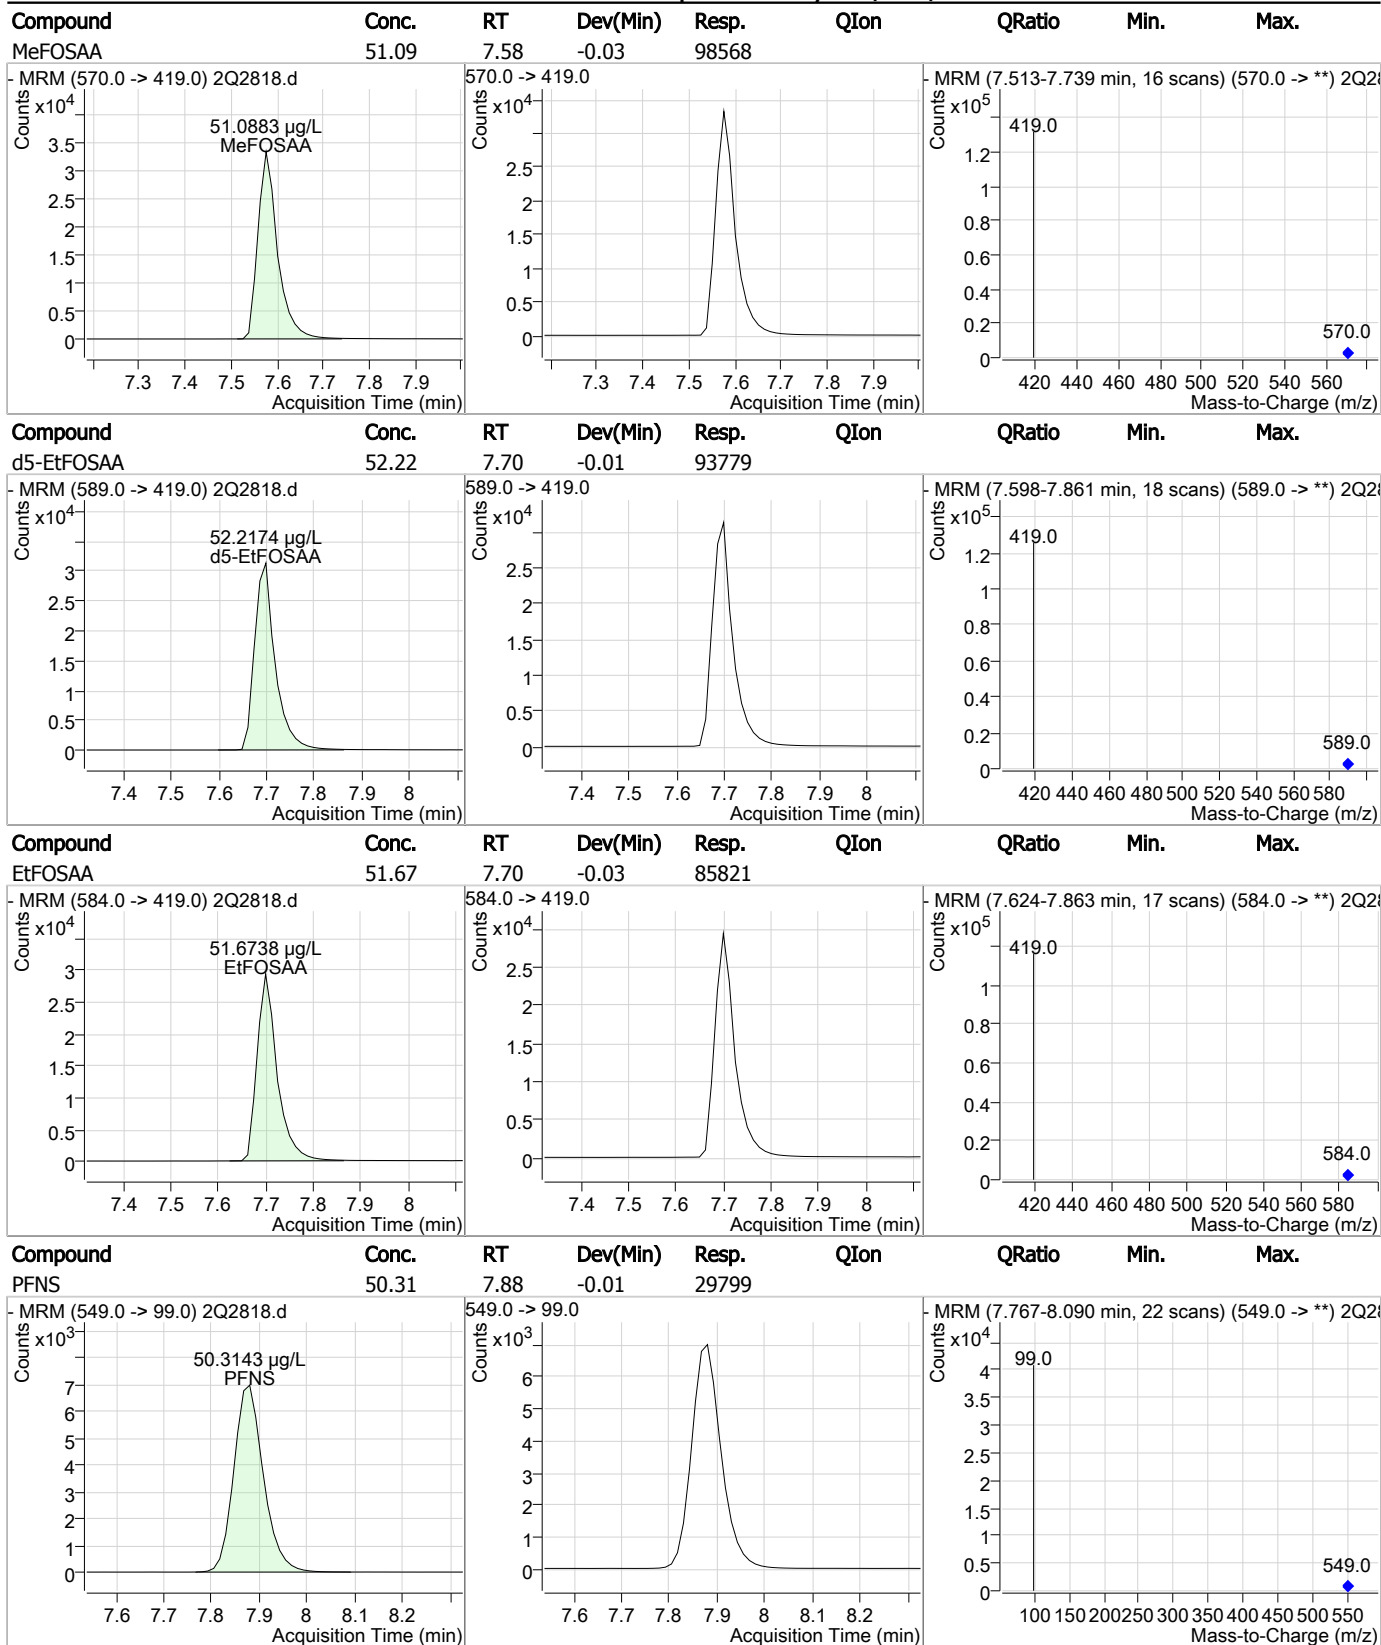 Compound Conc. RT Dev(Min) Resp. QIon QRatio Min. Max.
MeFOSAA 51.09 7.58 -0.03 98568
- MRM (570.0 -> 419.0) 2Q2818.d 570.0 -> 419.0 - MRM (7.513-7.739 min, 16 scans) (570.0 -> **) 2Q28
Counts x10^4 Counts x10^4 Counts x10^5
51.0883 µg/L 419.0
MeFOSAA
3.5 3 2.5 2 1.5 1 0.5 0
2.5 2 1.5 1 0.5 0
1.2 1 0.8 0.6 0.4 0.2 0
570.0
7.3 7.4 7.5 7.6 7.7 7.8 7.9 7.3 7.4 7.5 7.6 7.7 7.8 7.9 420 440 460 480 500 520 540 560
Acquisition Time (min) Acquisition Time (min) Mass-to-Charge (m/z)
Compound Conc. RT Dev(Min) Resp. QIon QRatio Min. Max.
d5-EtFOSAA 52.22 7.70 -0.01 93779
- MRM (589.0 -> 419.0) 2Q2818.d 589.0 -> 419.0 - MRM (7.598-7.861 min, 18 scans) (589.0 -> **) 2Q28
Counts x10^4 Counts x10^4 Counts x10^5
52.2174 µg/L 419.0
d5-EtFOSAA
3 2.5 2 1.5 1 0.5 0
2.5 2 1.5 1 0.5 0
1.2 1 0.8 0.6 0.4 0.2 0
589.0
7.4 7.5 7.6 7.7 7.8 7.9 8 7.4 7.5 7.6 7.7 7.8 7.9 8 420 440 460 480 500 520 540 560 580
Acquisition Time (min) Acquisition Time (min) Mass-to-Charge (m/z)
Compound Conc. RT Dev(Min) Resp. QIon QRatio Min. Max.
EtFOSAA 51.67 7.70 -0.03 85821
- MRM (584.0 -> 419.0) 2Q2818.d 584.0 -> 419.0 - MRM (7.624-7.863 min, 17 scans) (584.0 -> **) 2Q28
Counts x10^4 Counts x10^4 Counts x10^5
51.6738 µg/L 419.0
EtFOSAA
3 2.5 2 1.5 1 0.5 0
2.5 2 1.5 1 0.5 0
1 0.8 0.6 0.4 0.2 0
584.0
7.4 7.5 7.6 7.7 7.8 7.9 8 7.4 7.5 7.6 7.7 7.8 7.9 8 420 440 460 480 500 520 540 560 580
Acquisition Time (min) Acquisition Time (min) Mass-to-Charge (m/z)
Compound Conc. RT Dev(Min) Resp. QIon QRatio Min. Max.
PFNS 50.31 7.88 -0.01 29799
- MRM (549.0 -> 99.0) 2Q2818.d 549.0 -> 99.0 - MRM (7.767-8.090 min, 22 scans) (549.0 -> **) 2Q28
Counts x10^3 Counts x10^3 Counts x10^4
50.3143 µg/L 99.0
PFNS
7 6 5 4 3 2 1 0
6 5 4 3 2 1 0
4 3.5 3 2.5 2 1.5 1 0.5 0
549.0
7.6 7.7 7.8 7.9 8 8.1 8.2 7.6 7.7 7.8 7.9 8 8.1 8.2 100 150 200 250 300 350 400 450 500 550
Acquisition Time (min) Acquisition Time (min) Mass-to-Charge (m/z)